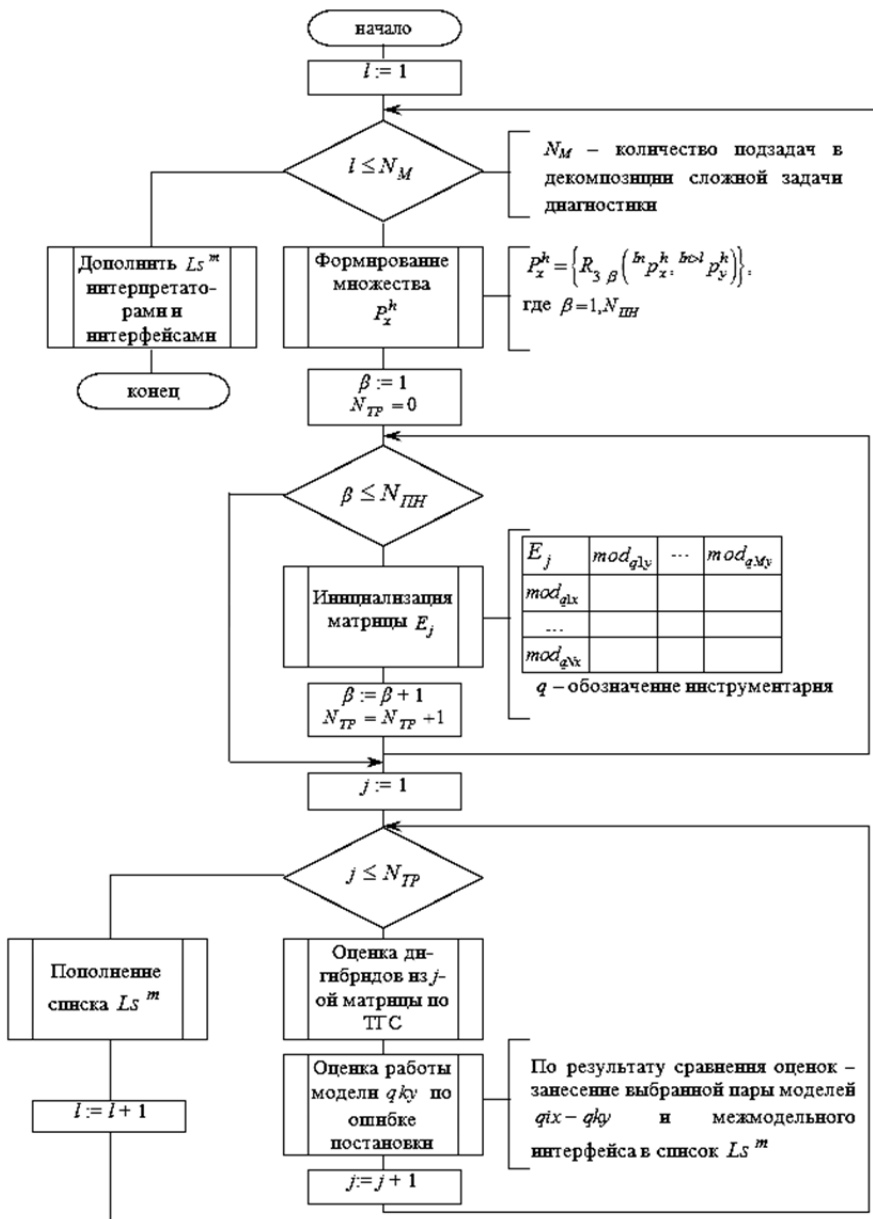 начало
l := 1
l ≤ N_M
N_M – количество подзадач в
декомпозиции сложной задачи
диагностики
Дополнить Ls^m
интерпретато-
рами и
интерфейсами
Формирование
множества
P_x^h
где β=1,N_ПН
конец
β := 1
N_ТР = 0
β ≤ N_ПН
Инициализация
матрицы E_j
E_j mod_q1y ... mod_qMy
mod_q1x
...
mod_qNx
q – обозначение инструментария
β := β + 1
N_ТР = N_ТР +1
j := 1
j ≤ N_ТР
Пополнение
списка Ls^m
Оценка ди-
гибридов из j-
ой матрицы по
ТГС
Оценка работы
модели qky по
ошибке
постановки
По результату сравнения оценок –
занесение выбранной пары моделей
qix – qky и межмодельного
интерфейса в список Ls^m
l := l + 1
j:= j + 1